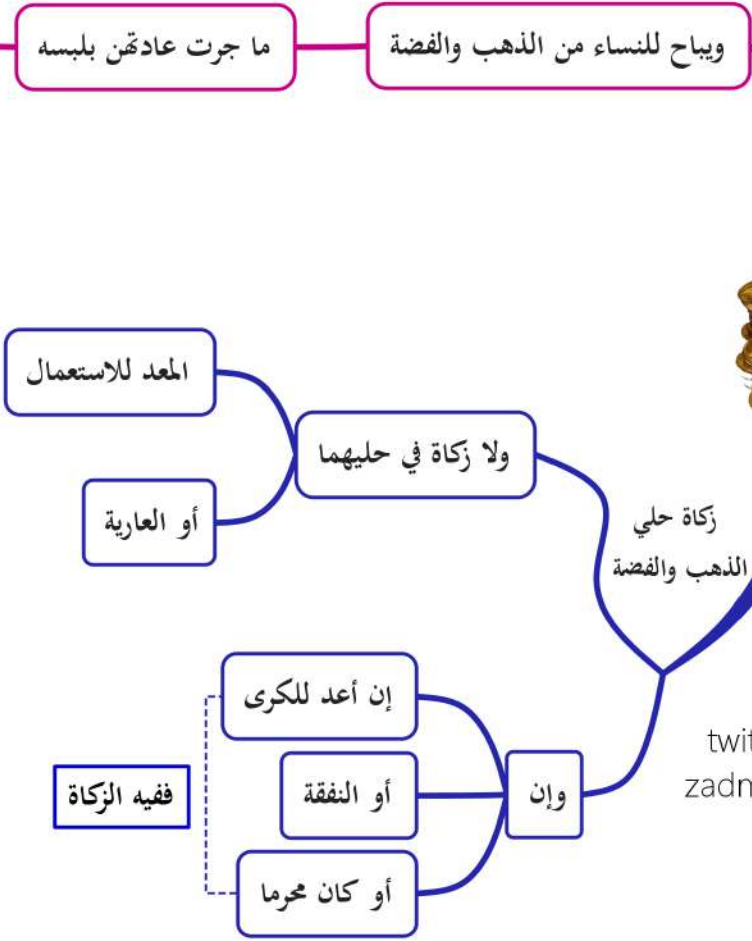 ويباح للنساء من الذهب والفضة
ما جرت عادتهن بلبسه
زكاة حلي
الذهب والفضة
ولا زكاة في حليهما
المعد للاستعمال
أو العارية
وإن
إن أعد للكرى
أو النفقة
أو كان محرما
ففيه الزكاة
twit
zadm